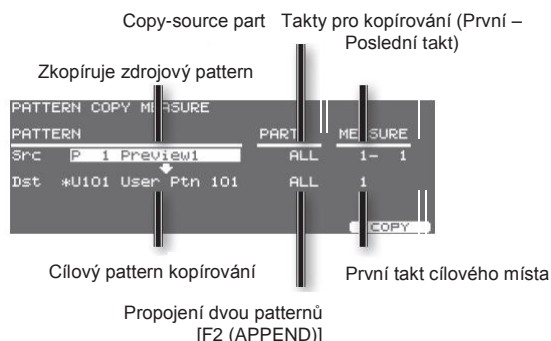 Copy-source part
Takty pro kopírování (První –
Poslední takt)
Zkopíruje zdrojový pattern
PATTERN COPY MEASURE
PATTERN PART MEASURE
Src P 1 Preview1 ALL 1- 1
Dst *U101 User Ptn 101 ALL 1
COPY
Cílový pattern kopírování
První takt cílového místa
Propojení dvou patternů
[F2 (APPEND)]